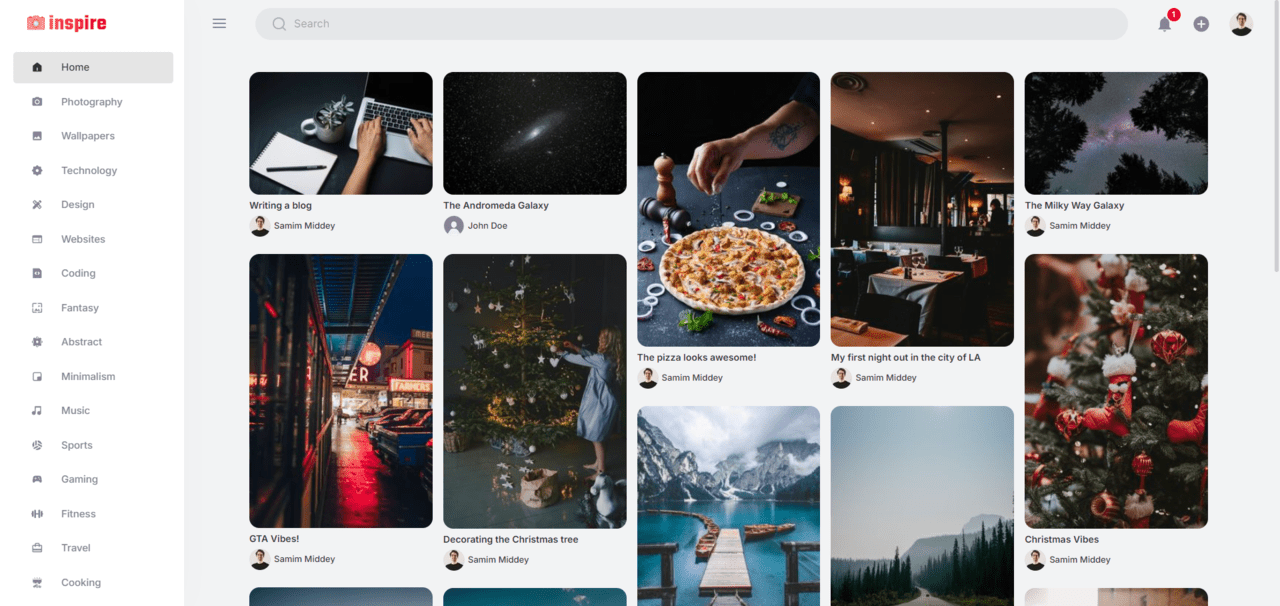 inspire
Search
1
Home
Photography
Wallpapers
Technology
Design
Websites
Coding
Fantasy
Abstract
Minimalism
Music
Sports
Gaming
Fitness
Travel
Cooking
Writing a blog
Samim Middey
The Andromeda Galaxy
John Doe
The pizza looks awesome!
Samim Middey
My first night out in the city of LA
Samim Middey
The Milky Way Galaxy
Samim Middey
FARMERS
GTA Vibes!
Samim Middey
Decorating the Christmas tree
Samim Middey
Christmas Vibes
Samim Middey